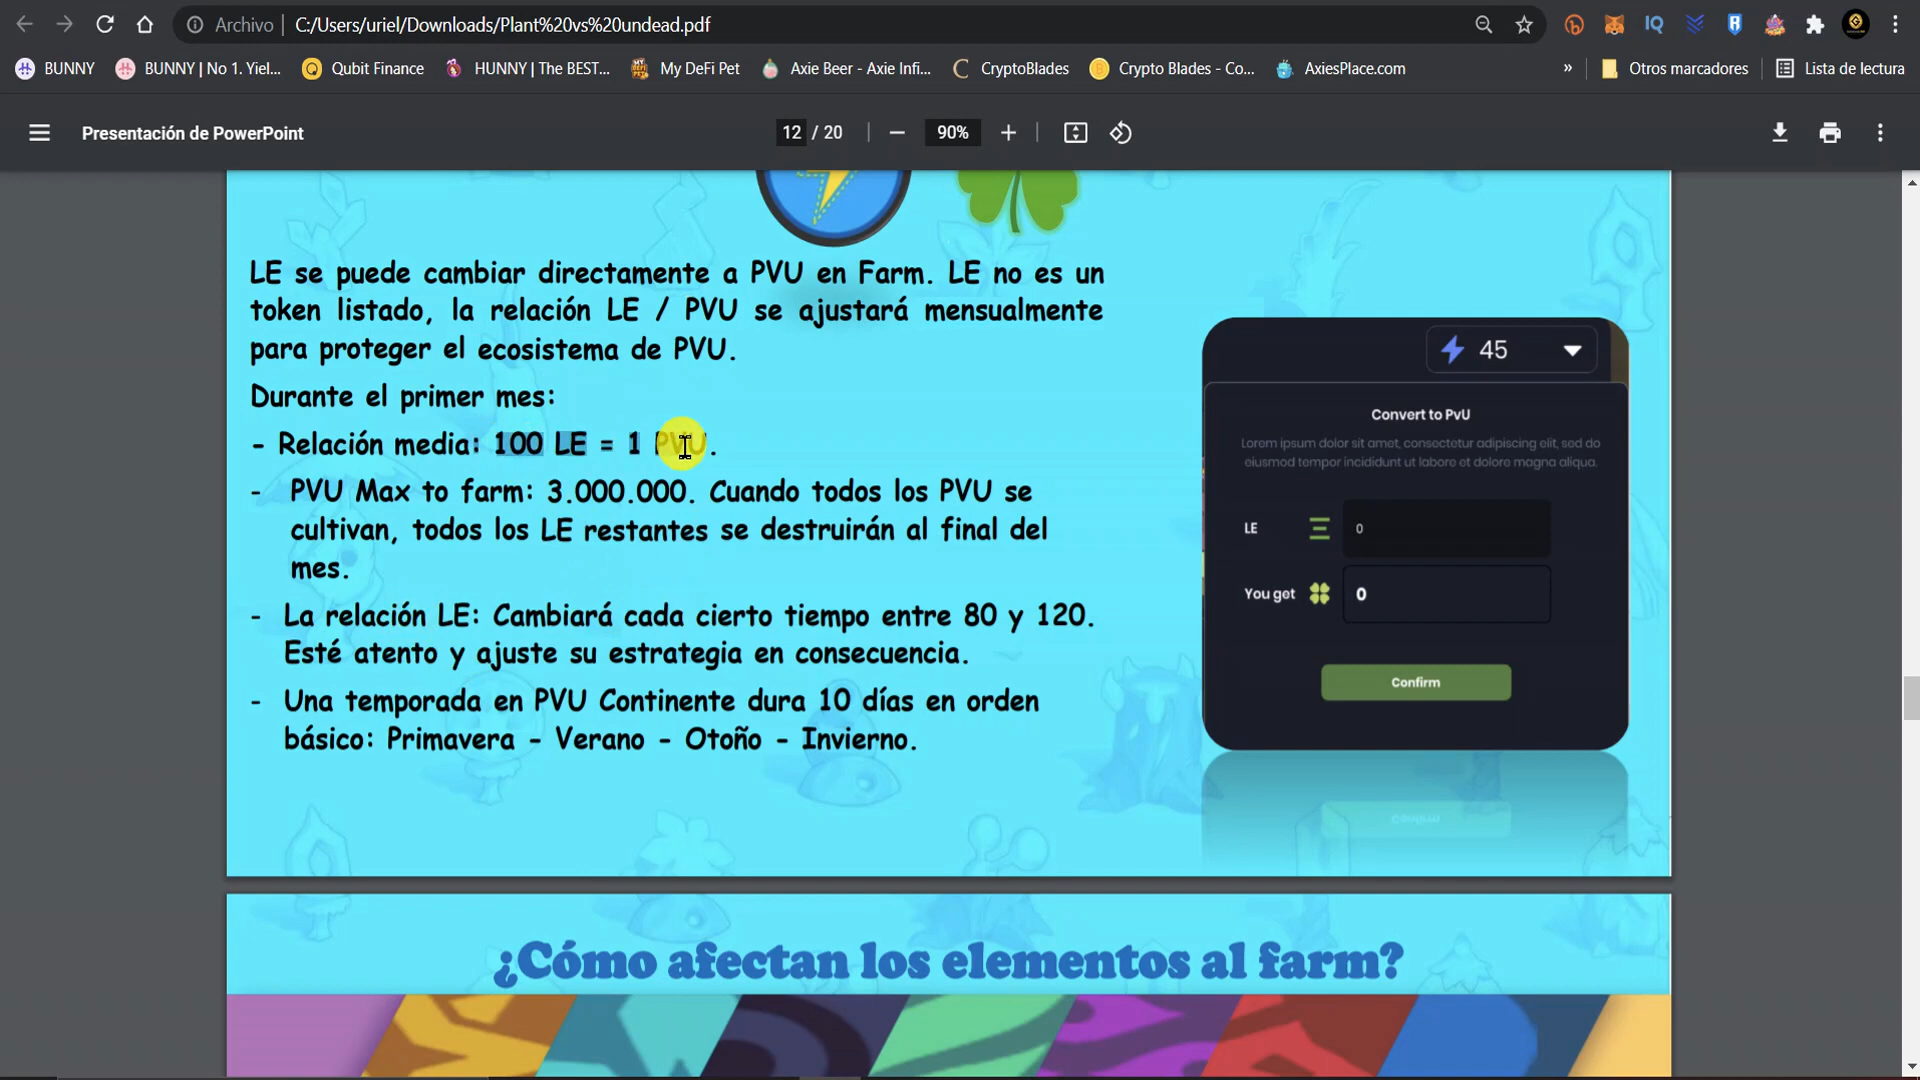 Archivo
C:/Users/uriel/Downloads/Plant%20vs%20undead.pdf
BUNNY
BUNNY | No 1. Yiel...
Qubit Finance
HUNNY | The BEST...
My DeFi Pet
Axie Beer - Axie Infi...
CryptoBlades
Crypto Blades - Co...
AxiesPlace.com
»
Otros marcadores
Lista de lectura
Presentación de PowerPoint
12 / 20
90%
LE se puede cambiar directamente a PVU en Farm. LE no es un
token listado, la relación LE / PVU se ajustará mensualmente
para proteger el ecosistema de PVU.
Durante el primer mes:
- Relación media: 100 LE = 1 PVU.
- PVU Max to farm: 3.000.000. Cuando todos los PVU se
cultivan, todos los LE restantes se destruirán al final del
mes.
- La relación LE: Cambiará cada cierto tiempo entre 80 y 120.
Esté atento y ajuste su estrategia en consecuencia.
- Una temporada en PVU Continente dura 10 días en orden
básico: Primavera - Verano - Otoño - Invierno.
45
Convert to PvU
Lorem ipsum dolor sit amet, consectetur adipiscing elit, sed do
eiusmod tempor incididunt ut labore et dolore magna aliqua.
LE 0
You get 0
Confirm
¿Cómo afectan los elementos al farm?